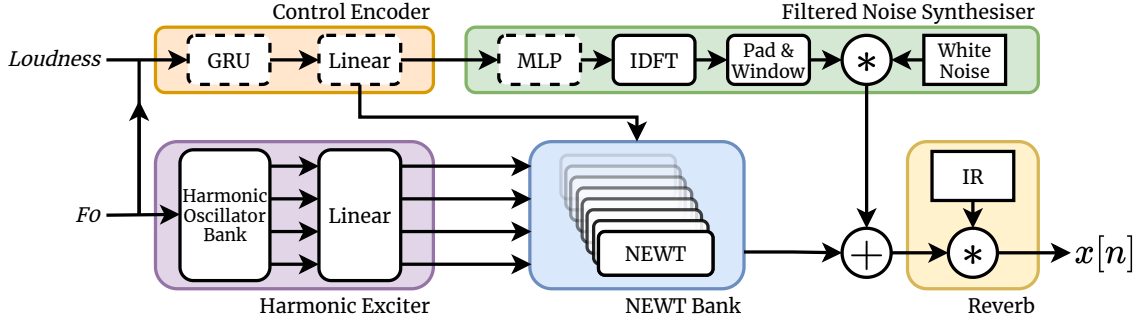 Control Encoder
Filtered Noise Synthesiser
Loudness
GRU
Linear
MLP
IDFT
Pad &
Window
*
White
Noise
F0
Harmonic
Oscillator
Bank
Linear
NEWT
+
IR
*
x[n]
Harmonic Exciter
NEWT Bank
Reverb